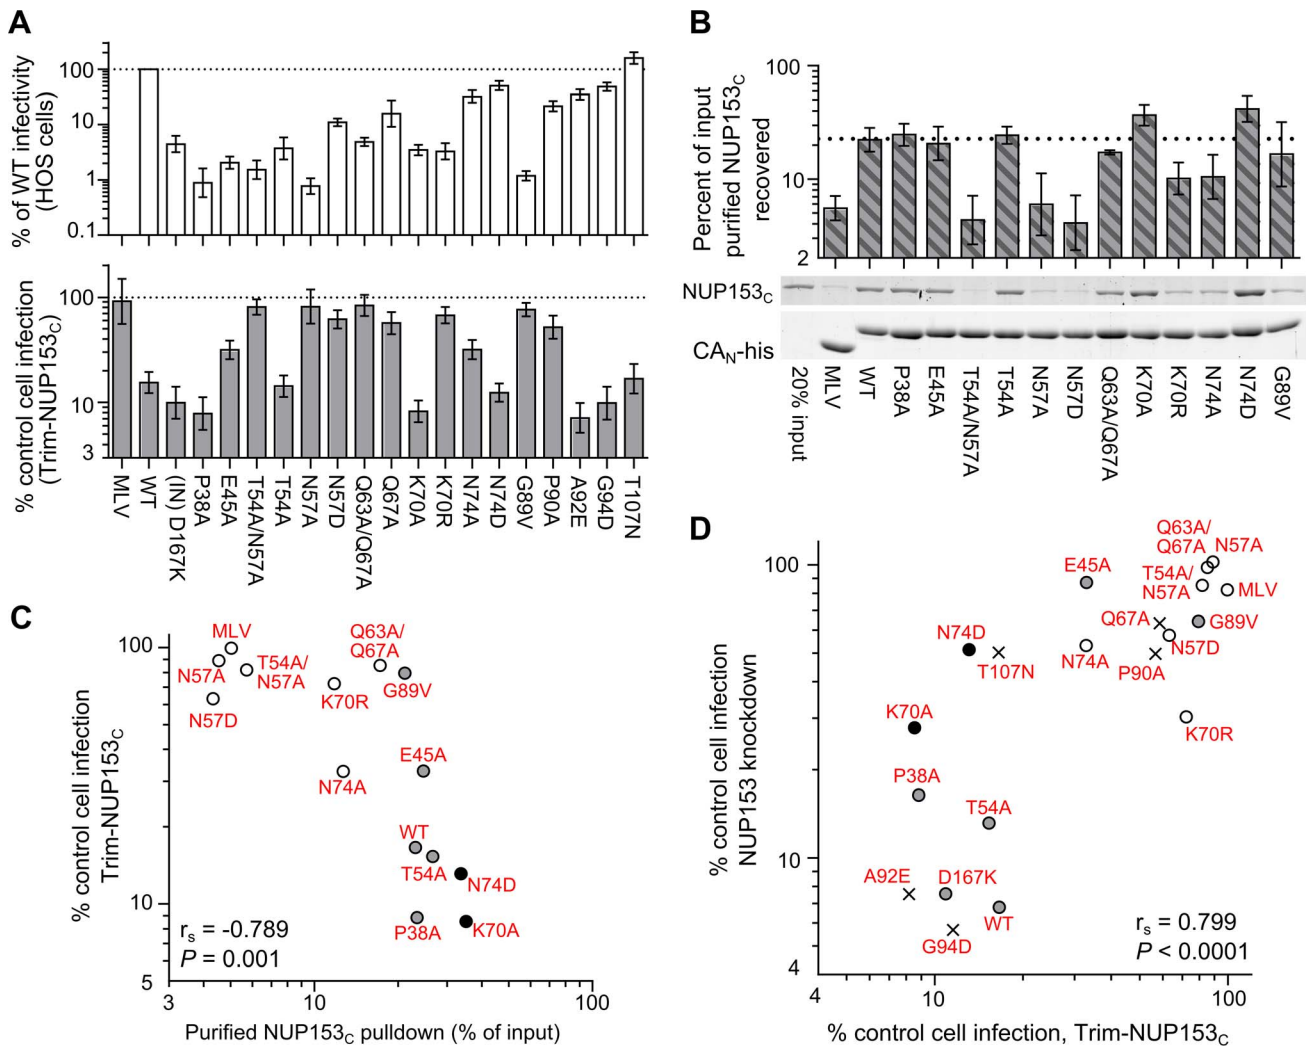 A
% of WT infectivity
(HOS cells)
100
10
1
0.1
% control cell infection
(Trim-NUP153C)
100
10
3
MLV
WT
(IN) D167K
P38A
E45A
T54A/N57A
T54A
N57A
N57D
Q63A/Q67A
Q67A
K70A
K70R
N74A
N74D
G89V
P90A
A92E
G94D
T107N
B
Percent of input
purified NUP153C
recovered
100
10
2
NUP153C
CAN-his
20% input
MLV
WT
P38A
E45A
T54A/N57A
T54A
N57A
N57D
Q63A/Q67A
K70A
K70R
N74A
N74D
G89V
C
% control cell infection
Trim-NUP153C
100
10
5
MLV
N57A
T54A/
N57A
N57D
Q63A/
Q67A
G89V
K70R
N74A
E45A
WT
T54A
N74D
P38A
K70A
rs = -0.789
P = 0.001
3
10
100
Purified NUP153C pulldown (% of input)
D
% control cell infection
NUP153 knockdown
100
10
4
Q63A/
Q67A
N57A
E45A
T54A/
N57A
MLV
Q67A
G89V
N74D
T107N
N74A
N57D
P90A
K70A
K70R
P38A
T54A
A92E
D167K
WT
G94D
rs = 0.799
P < 0.0001
4
10
100
% control cell infection, Trim-NUP153C